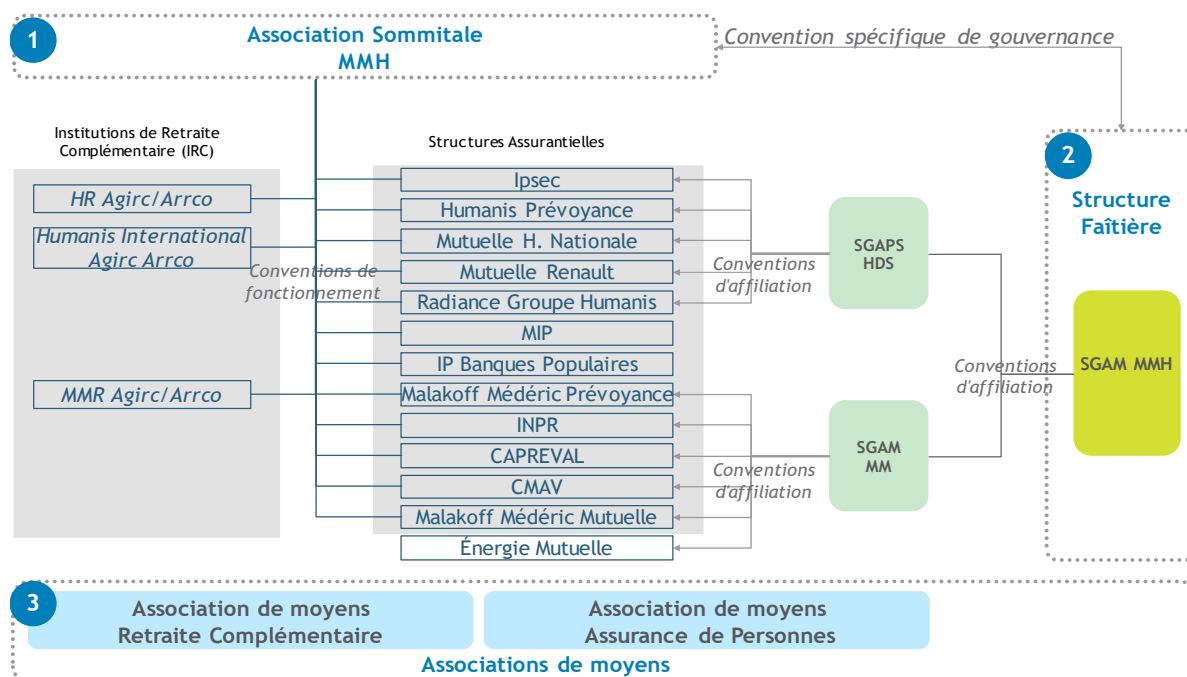 1
Association Sommitale
MMH
Convention spécifique de gouvernance
Institutions de Retraite
Complémentaire (IRC)
HR Agirc/Arrco
Humanis International
Agirc Arrco
MMR Agirc/Arrco
Conventions de
fonctionnement
Structures Assurantielles
Ipsec
Humanis Prévoyance
Mutuelle H. Nationale
Mutuelle Renault
Radiance Groupe Humanis
MIP
IP Banques Populaires
Malakoff Médéric Prévoyance
INPR
CAPREVAL
CMAV
Malakoff Médéric Mutuelle
Énergie Mutuelle
Conventions
d'affiliation
Conventions
d'affiliation
SGAPS
HDS
SGAM
MM
Conventions
d'affiliation
2
Structure
Faîtière
SGAM MMH
3
Association de moyens
Retraite Complémentaire
Association de moyens
Assurance de Personnes
Associations de moyens